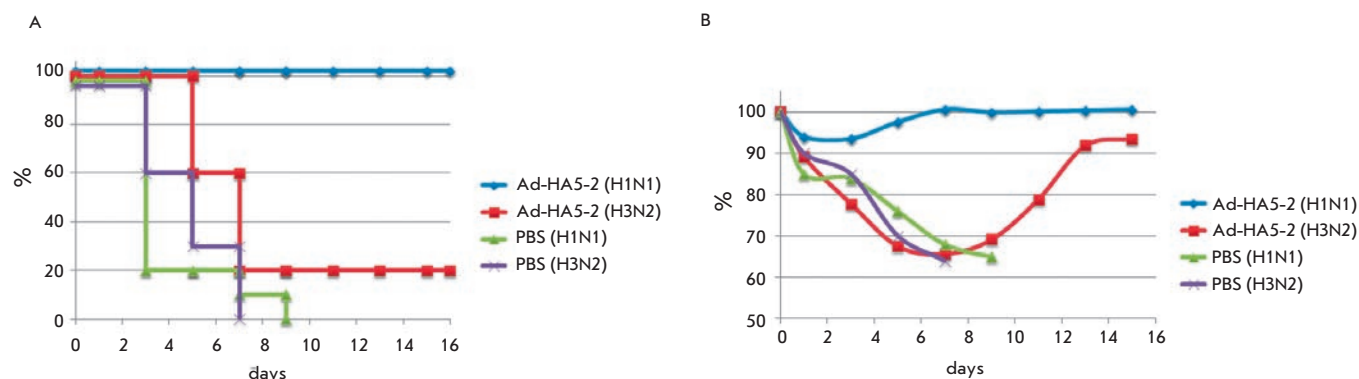 A
100
80
60
40
20
0
%
0 2 4 6 8 10 12 14 16
days
Ad-HA5-2 (H1N1)
Ad-HA5-2 (H3N2)
PBS (H1N1)
PBS (H3N2)
B
100
90
80
70
60
50
%
0 2 4 6 8 10 12 14 16
days
Ad-HA5-2 (H1N1)
Ad-HA5-2 (H3N2)
PBS (H1N1)
PBS (H3N2)